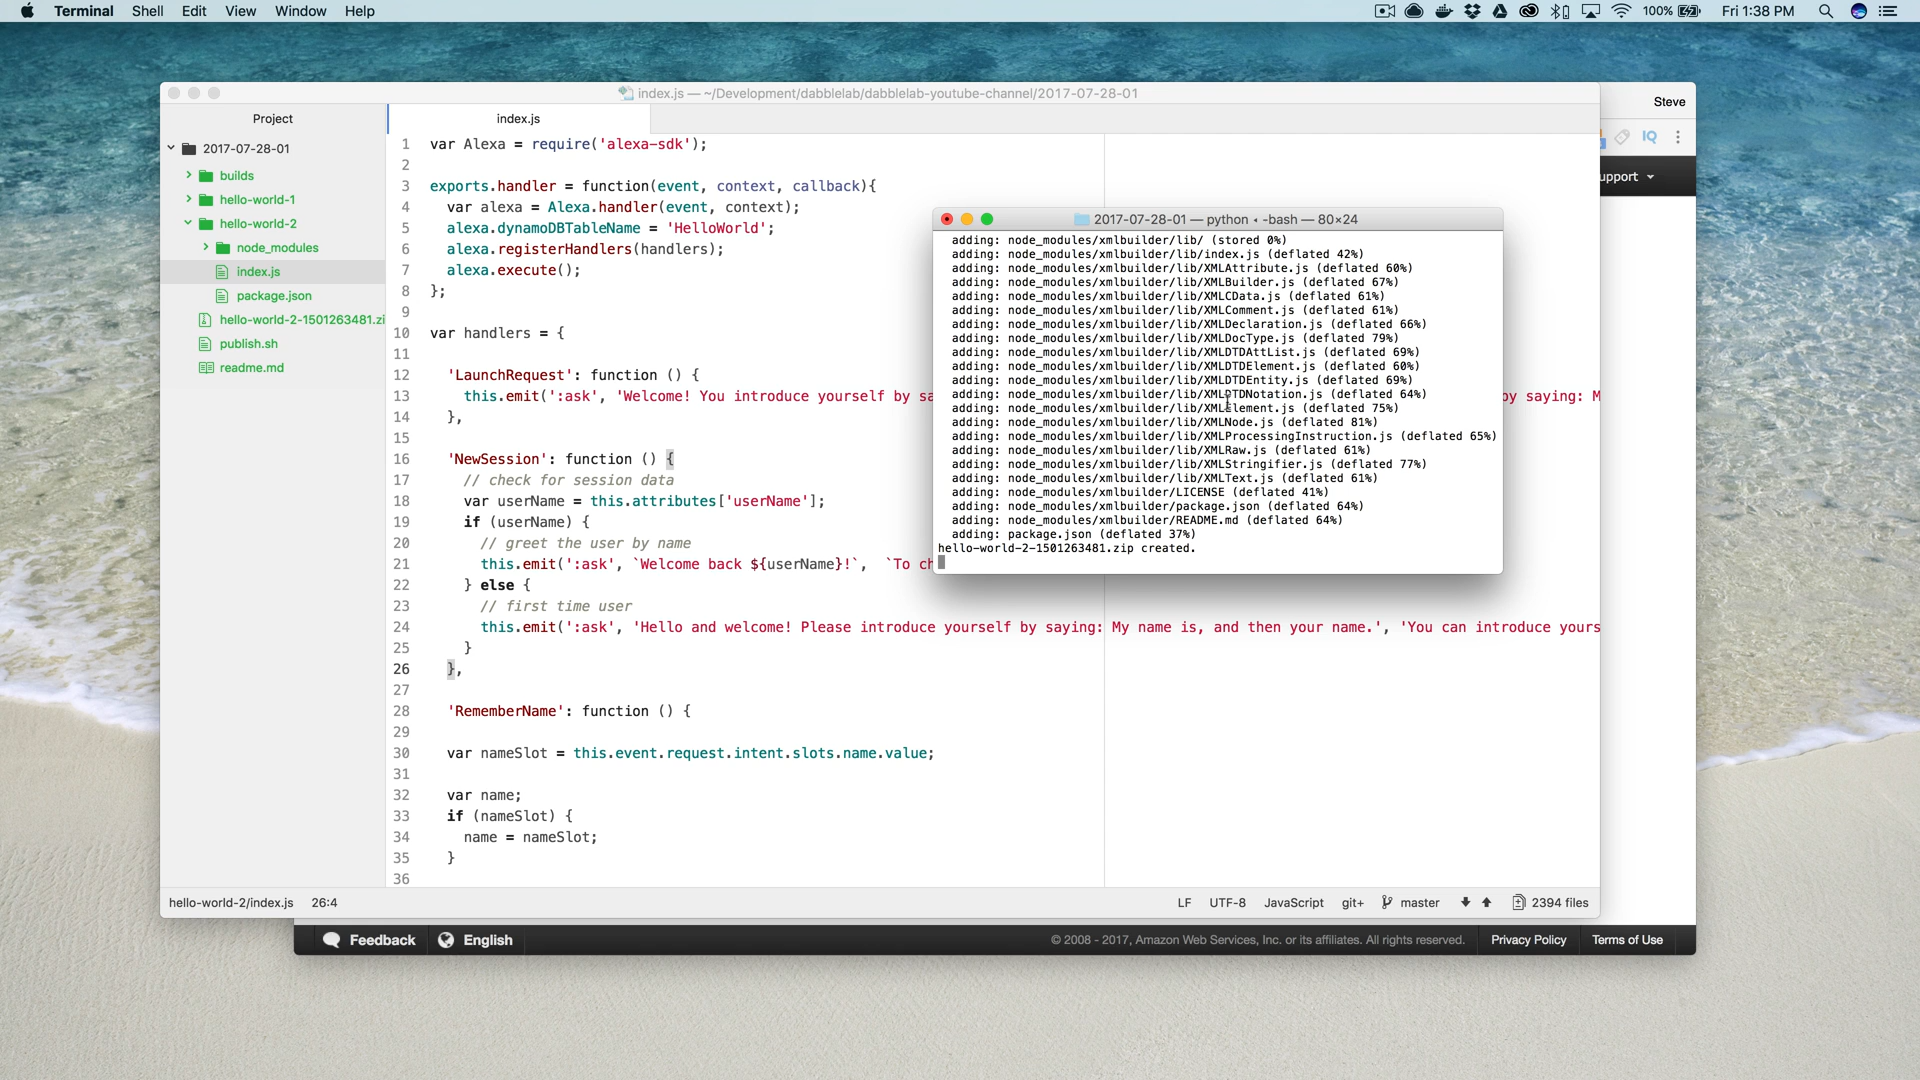 Terminal Shell Edit View Window Help
100% Fri 1:38 PM
index.js — ~/Development/dabblelab/dabblelab-youtube-channel/2017-07-28-01
Steve
Project
index.js
IQ
upport
2017-07-28-01
builds
hello-world-1
hello-world-2
node_modules
index.js
package.json
hello-world-2-1501263481.zi
publish.sh
readme.md
1 var Alexa = require('alexa-sdk');
2
3 exports.handler = function(event, context, callback){
4 var alexa = Alexa.handler(event, context);
5 alexa.dynamoDBTableName = 'HelloWorld';
6 alexa.registerHandlers(handlers);
7 alexa.execute();
8 };
9
10 var handlers = {
11
12 'LaunchRequest': function () {
13 this.emit(':ask', 'Welcome! You introduce yourself by sa
by saying: M
14 },
15
16 'NewSession': function () {
17 // check for session data
18 var userName = this.attributes['userName'];
19 if (userName) {
20 // greet the user by name
21 this.emit(':ask', `Welcome back ${userName}!`, `To ch
22 } else {
23 // first time user
24 this.emit(':ask', 'Hello and welcome! Please introduce yourself by saying: My name is, and then your name.', 'You can introduce yours
25 }
26 },
27
28 'RememberName': function () {
29
30 var nameSlot = this.event.request.intent.slots.name.value;
31
32 var name;
33 if (nameSlot) {
34 name = nameSlot;
35 }
36
2017-07-28-01 — python ◂ -bash — 80×24
adding: node_modules/xmlbuilder/lib/ (stored 0%)
adding: node_modules/xmlbuilder/lib/index.js (deflated 42%)
adding: node_modules/xmlbuilder/lib/XMLAttribute.js (deflated 60%)
adding: node_modules/xmlbuilder/lib/XMLBuilder.js (deflated 67%)
adding: node_modules/xmlbuilder/lib/XMLCData.js (deflated 61%)
adding: node_modules/xmlbuilder/lib/XMLComment.js (deflated 61%)
adding: node_modules/xmlbuilder/lib/XMLDeclaration.js (deflated 66%)
adding: node_modules/xmlbuilder/lib/XMLDocType.js (deflated 79%)
adding: node_modules/xmlbuilder/lib/XMLDTDAttList.js (deflated 69%)
adding: node_modules/xmlbuilder/lib/XMLDTDElement.js (deflated 60%)
adding: node_modules/xmlbuilder/lib/XMLDTDEntity.js (deflated 69%)
adding: node_modules/xmlbuilder/lib/XMLDTDNotation.js (deflated 64%)
adding: node_modules/xmlbuilder/lib/XMLElement.js (deflated 75%)
adding: node_modules/xmlbuilder/lib/XMLNode.js (deflated 81%)
adding: node_modules/xmlbuilder/lib/XMLProcessingInstruction.js (deflated 65%)
adding: node_modules/xmlbuilder/lib/XMLRaw.js (deflated 61%)
adding: node_modules/xmlbuilder/lib/XMLStringifier.js (deflated 77%)
adding: node_modules/xmlbuilder/lib/XMLText.js (deflated 61%)
adding: node_modules/xmlbuilder/LICENSE (deflated 41%)
adding: node_modules/xmlbuilder/package.json (deflated 64%)
adding: node_modules/xmlbuilder/README.md (deflated 64%)
adding: package.json (deflated 37%)
hello-world-2-1501263481.zip created.
hello-world-2/index.js 26:4
LF UTF-8 JavaScript git+ master 2394 files
Feedback English
© 2008 - 2017, Amazon Web Services, Inc. or its affiliates. All rights reserved. Privacy Policy Terms of Use